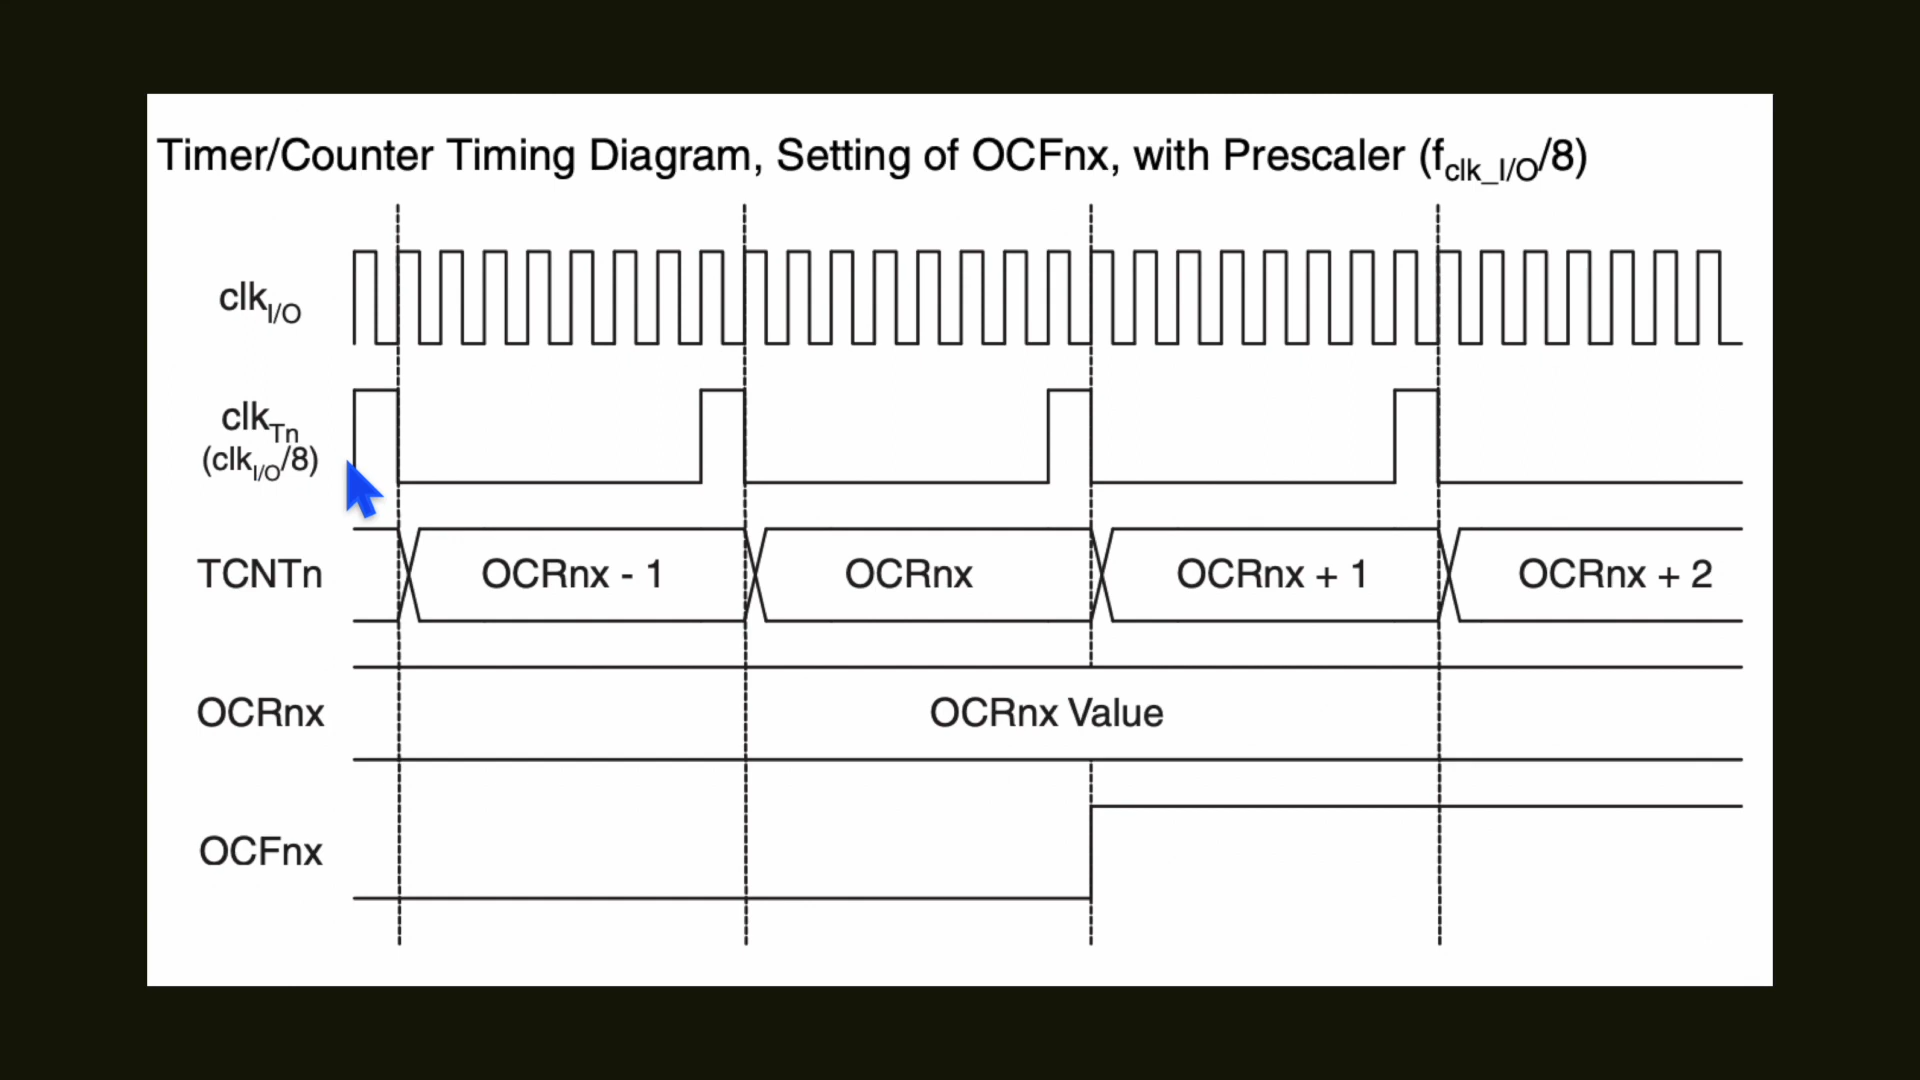 Timer/Counter Timing Diagram, Setting of OCFnx, with Prescaler (fclk_I/O/8)
clkI/O
clkTn
(clkI/O/8)
TCNTn
OCRnx - 1
OCRnx
OCRnx + 1
OCRnx + 2
OCRnx
OCRnx Value
OCFnx